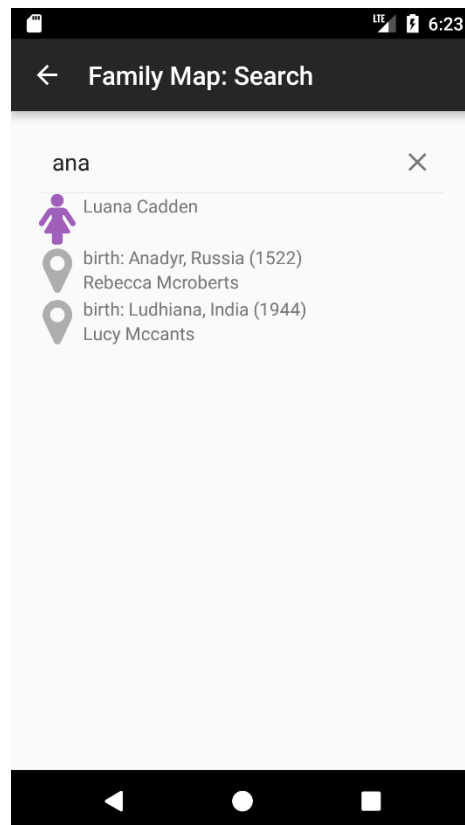 LTE 6:23
Family Map: Search
ana
Luana Cadden
birth: Anadyr, Russia (1522)
Rebecca Mcroberts
birth: Ludhiana, India (1944)
Lucy Mccants